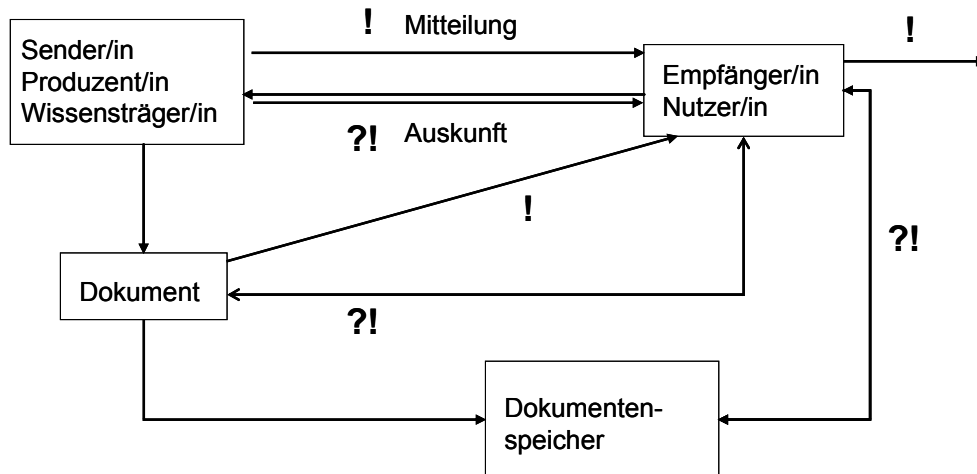 ! Mitteilung
!
Sender/in
Produzent/in
Wissensträger/in
Empfänger/in
Nutzer/in
?! Auskunft
!
?!
Dokument
?!
Dokumenten-
speicher